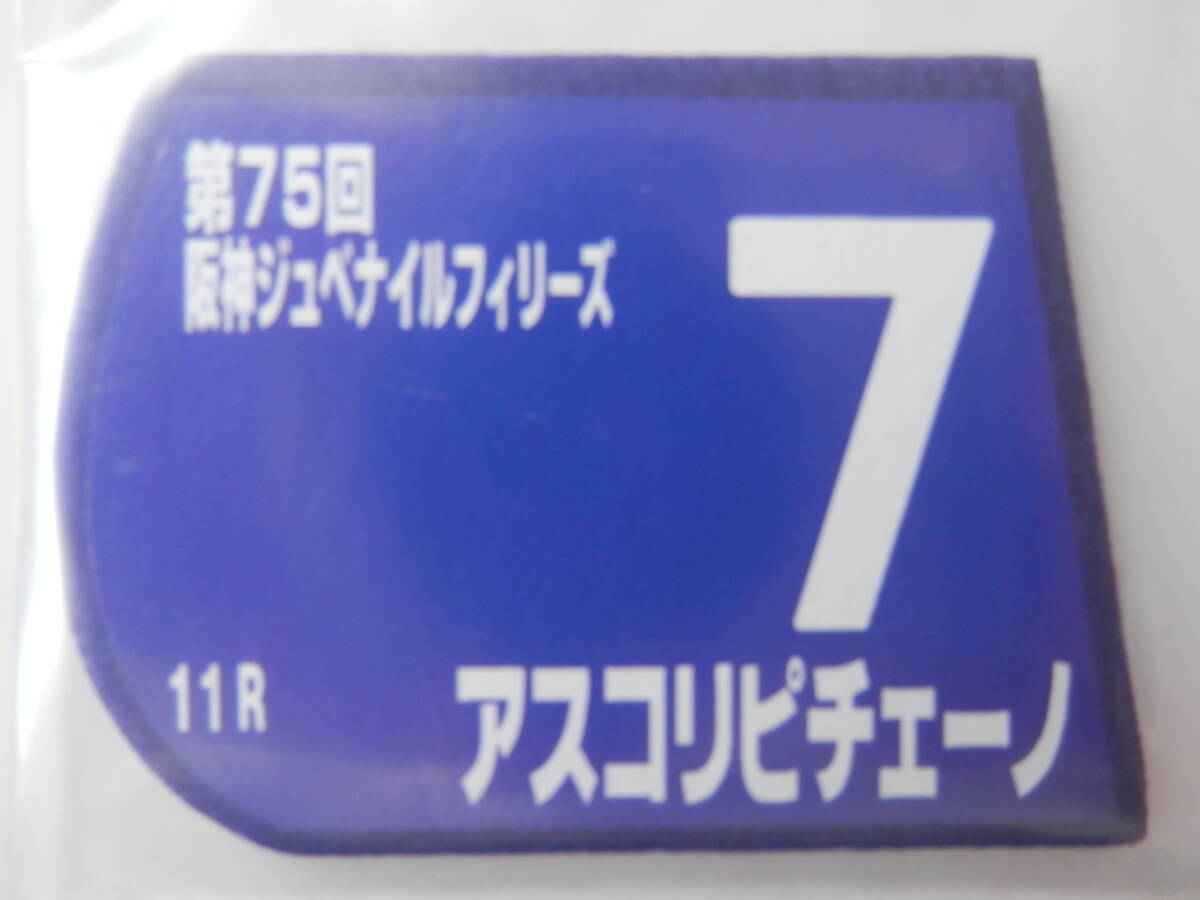 第75回
阪神ジュベナイルフィリーズ
7
11R
アスコリピチェーノ